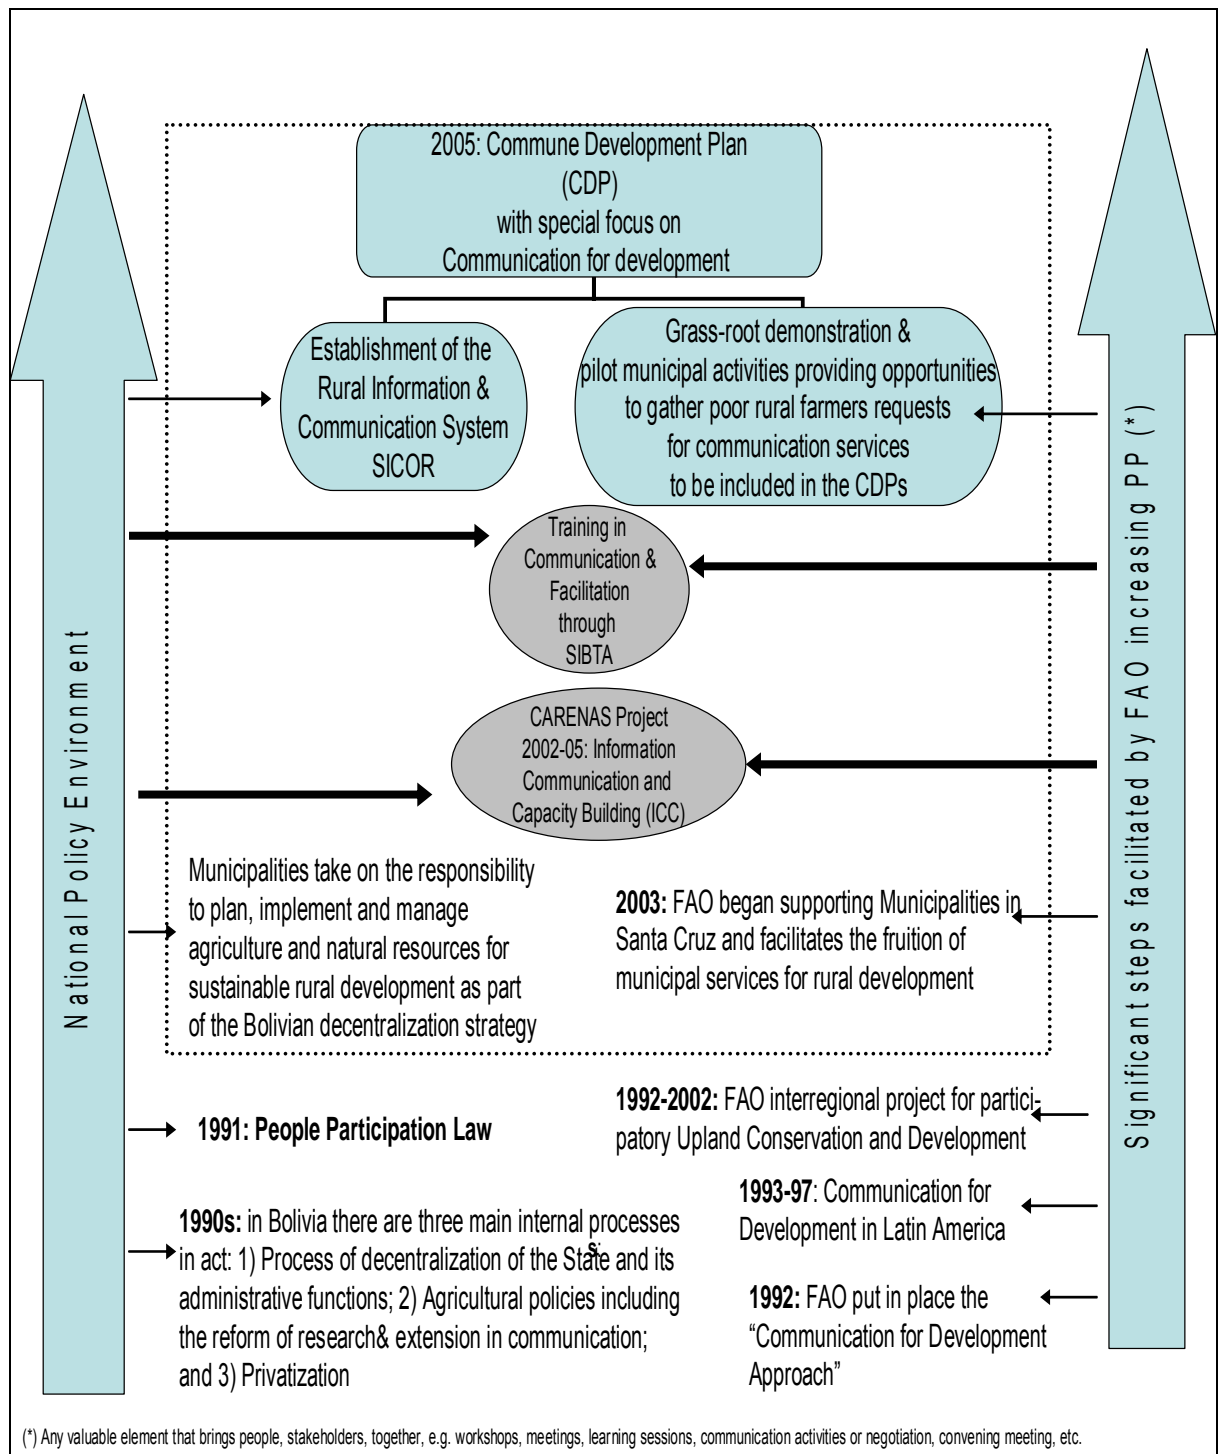 2005: Commune Development Plan
(CDP)
with special focus on
Communication for development
Establishment of the
Rural Information &
Communication System
SICOR
Grass-root demonstration &
pilot municipal activities providing opportunities
to gather poor rural farmers requests
for communication services
to be included in the CDPs
Training in
Communication &
Facilitation
through
SIBTA
CARENAS Project
2002-05: Information
Communication and
Capacity Building (ICC)
National Policy Environment
Significant steps facilitated by FAO increasing PP (*)
Municipalities take on the responsibility
to plan, implement and manage
agriculture and natural resources for
sustainable rural development as part
of the Bolivian decentralization strategy
2003: FAO began supporting Municipalities in
Santa Cruz and facilitates the fruition of
municipal services for rural development
1991: People Participation Law
1992-2002: FAO interregional project for partici-
patory Upland Conservation and Development
1993-97: Communication for
Development in Latin America
1990s: in Bolivia there are three main internal processes
s:
in act: 1) Process of decentralization of the State and its
administrative functions; 2) Agricultural policies including
the reform of research& extension in communication;
and 3) Privatization
1992: FAO put in place the
“Communication for Development
Approach”
(*) Any valuable element that brings people, stakeholders, together, e.g. workshops, meetings, learning sessions, communication activities or negotiation, convening meeting, etc.